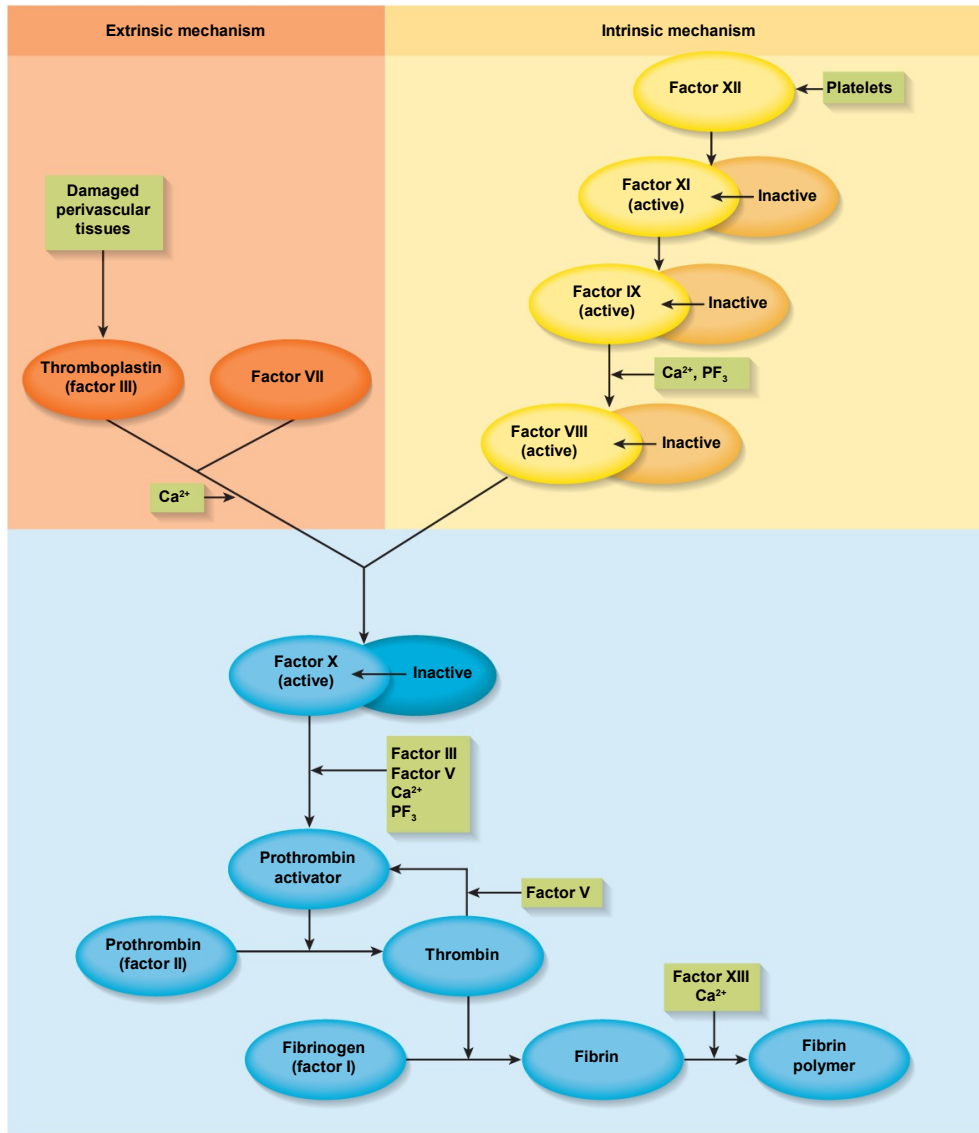 Extrinsic mechanism
Intrinsic mechanism
Factor XII
Platelets
Factor XI
(active)
Inactive
Damaged
perivascular
tissues
Factor IX
(active)
Inactive
Thromboplastin
(factor III)
Factor VII
Ca²⁺, PF₃
Factor VIII
(active)
Inactive
Ca²⁺
Factor X
(active)
Inactive
Factor III
Factor V
Ca²⁺
PF₃
Prothrombin
activator
Factor V
Prothrombin
(factor II)
Thrombin
Factor XIII
Ca²⁺
Fibrinogen
(factor I)
Fibrin
Fibrin
polymer